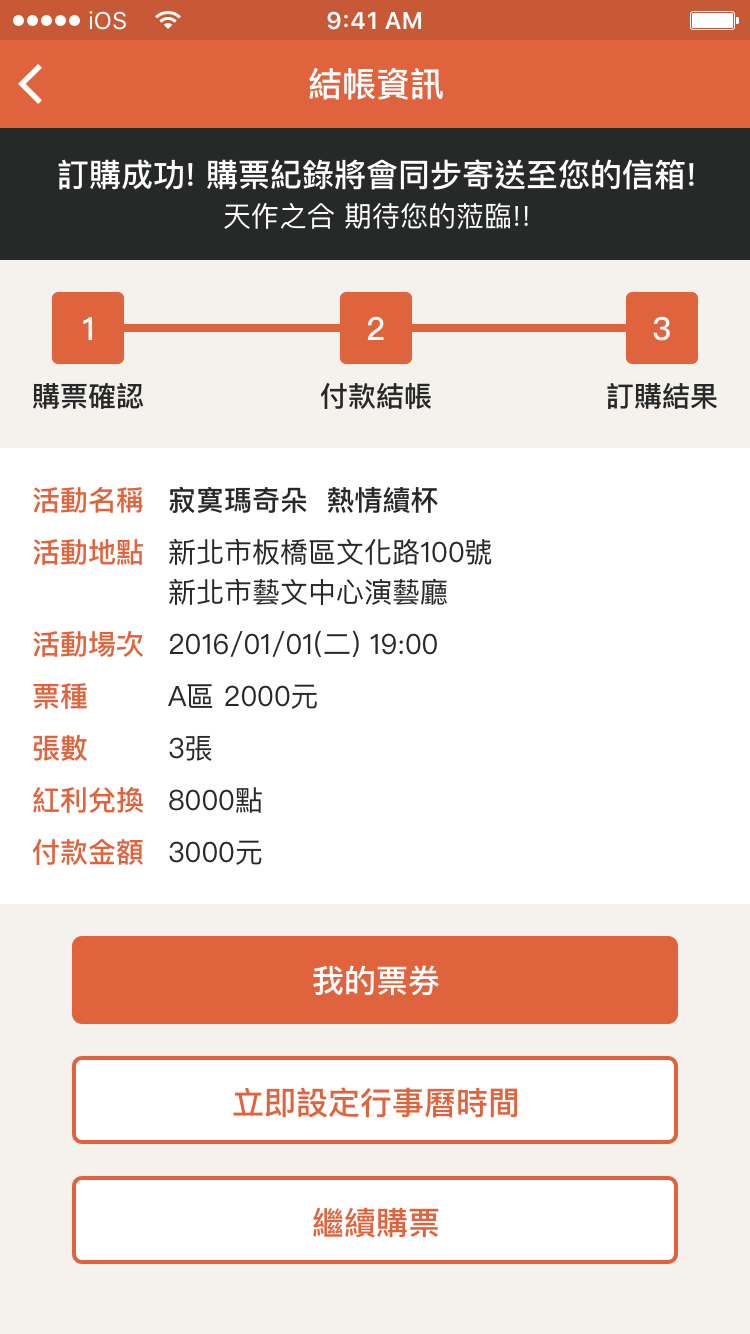 iOS 9:41 AM
結帳資訊
訂購成功! 購票紀錄將會同步寄送至您的信箱!
天作之合 期待您的蒞臨!!
1 2 3
購票確認 付款結帳 訂購結果
活動名稱 寂寞瑪奇朵 熱情續杯
活動地點 新北市板橋區文化路100號
新北市藝文中心演藝廳
活動場次 2016/01/01(二) 19:00
票種 A區 2000元
張數 3張
紅利兌換 8000點
付款金額 3000元
我的票券
立即設定行事曆時間
繼續購票